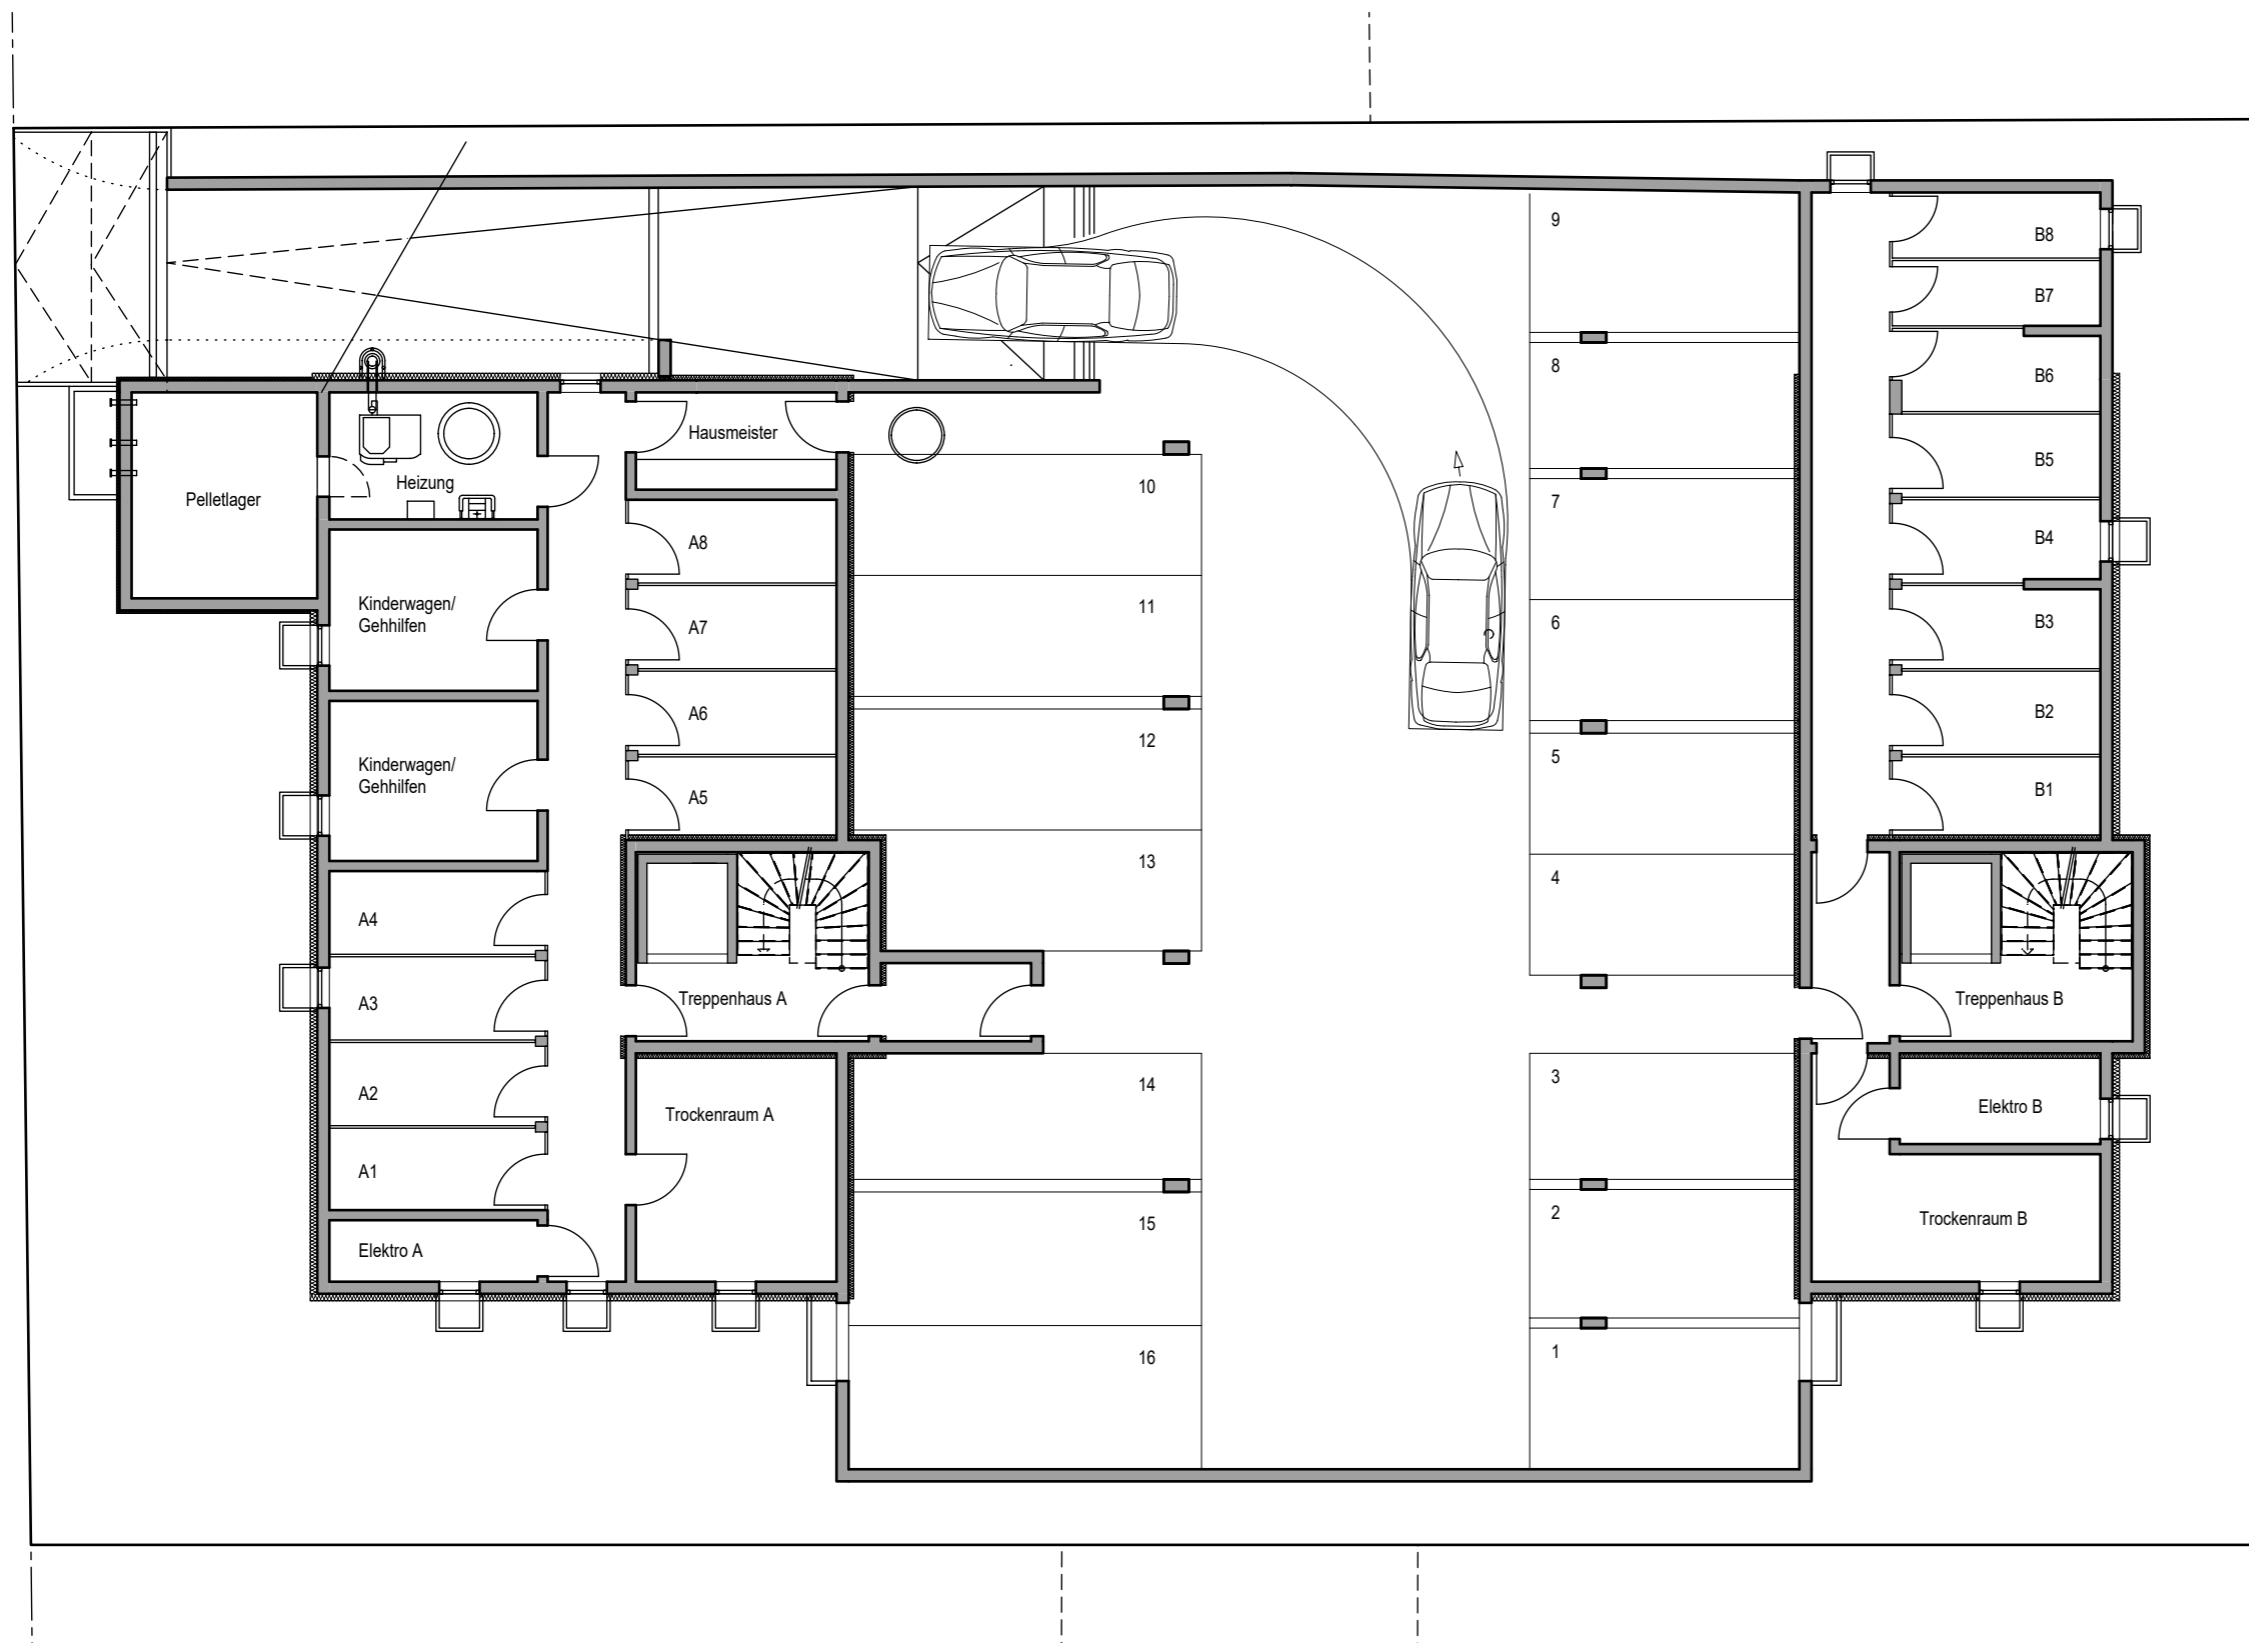 9
B8
B7
8
B6
Hausmeister
B5
Heizung
10
Pelletlager
7
B4
A8
Kinderwagen/
Gehhilfen
11
6
B3
A7
A6
12
B2
5
Kinderwagen/
Gehhilfen
A5
B1
13
4
A4
A3
Treppenhaus A
Treppenhaus B
A2
14
3
Trockenraum A
Elektro B
A1
15
2
Trockenraum B
Elektro A
16
1